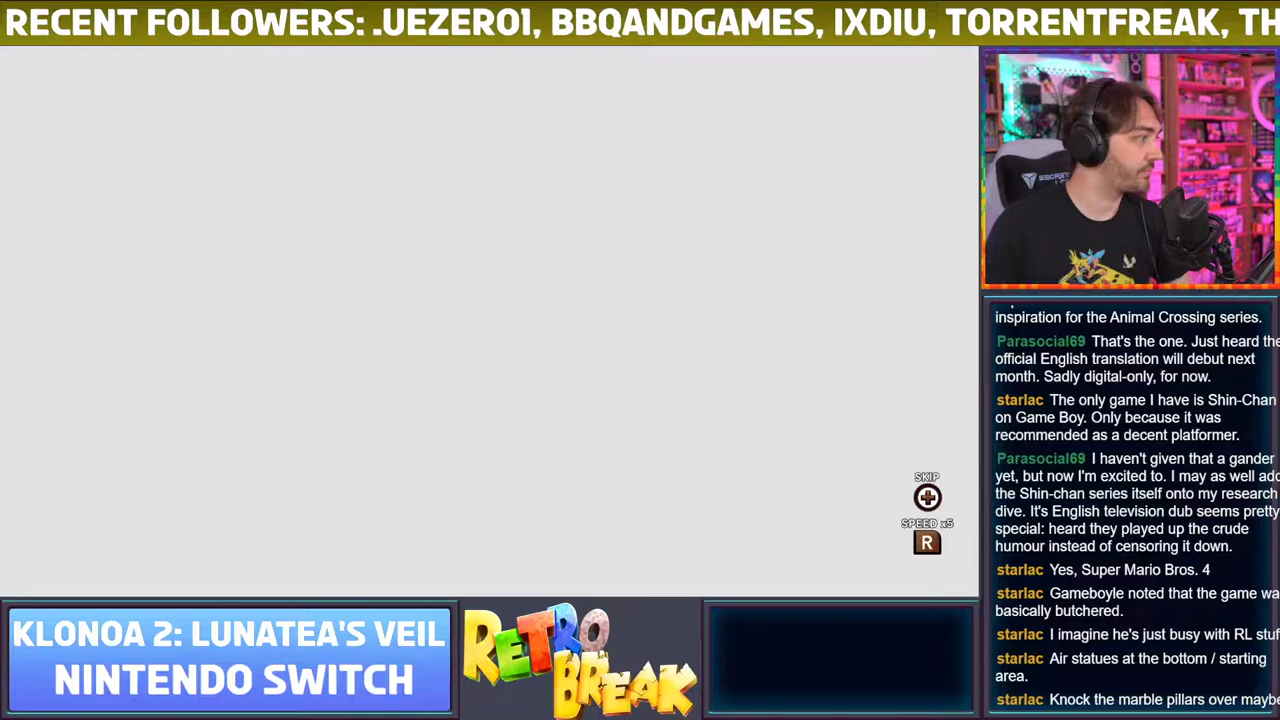 RECENT FOLLOWERS: .UEZERO1, BBQANDGAMES, IXDIU, TORRENTFREAK, TH
inspiration for the Animal Crossing series.
Parasocial69 That's the one. Just heard the
official English translation will debut next
month. Sadly digital-only, for now.
starlac The only game I have is Shin-Chan
on Game Boy. Only because it was
recommended as a decent platformer.
Parasocial69 I haven't given that a gander
yet, but now I'm excited to. I may as well add
the Shin-chan series itself onto my research
dive. It's English television dub seems pretty
special: heard they played up the crude
humour instead of censoring it down.
starlac Yes, Super Mario Bros. 4
starlac Gameboyle noted that the game wa
basically butchered.
starlac I imagine he's just busy with RL stuf
starlac Air statues at the bottom / starting
area.
starlac Knock the marble pillars over maybe
SKIP
SPEED x5
R
KLONOA 2: LUNATEA'S VEIL
NINTENDO SWITCH
RETRO
BREAK